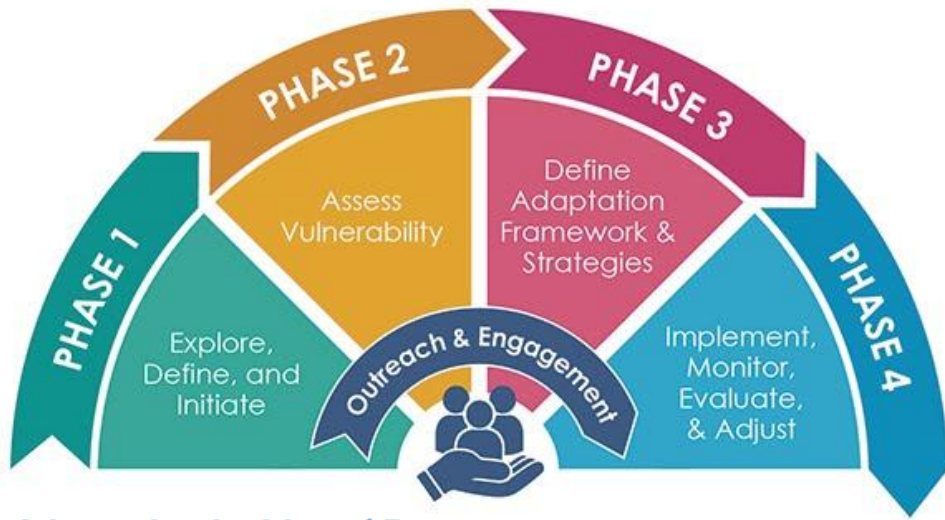 PHASE 1
Explore,
Define, and
Initiate
PHASE 2
Assess
Vulnerability
PHASE 3
Define
Adaptation
Framework &
Strategies
PHASE 4
Implement,
Monitor,
Evaluate,
& Adjust
Outreach & Engagement